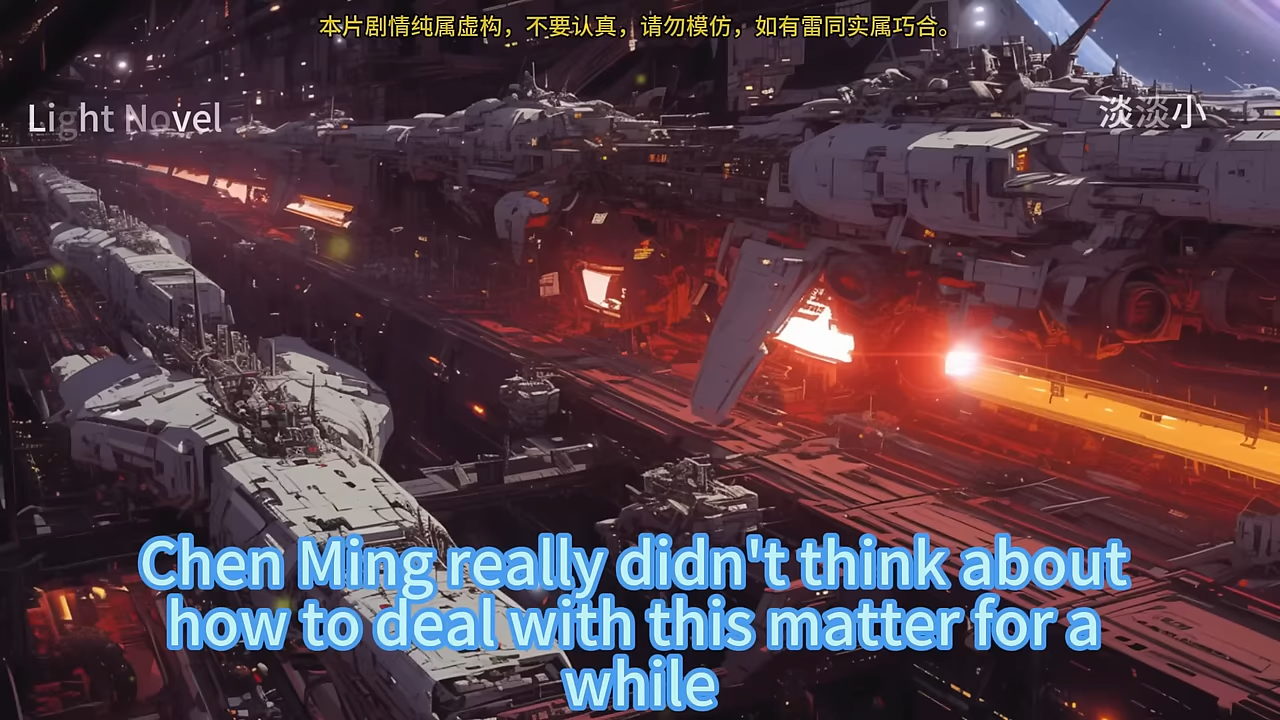 本片剧情纯属虚构，不要认真，请勿模仿，如有雷同实属巧合。
Light Novel
淡淡小
Chen Ming really didn't think about
how to deal with this matter for a
while